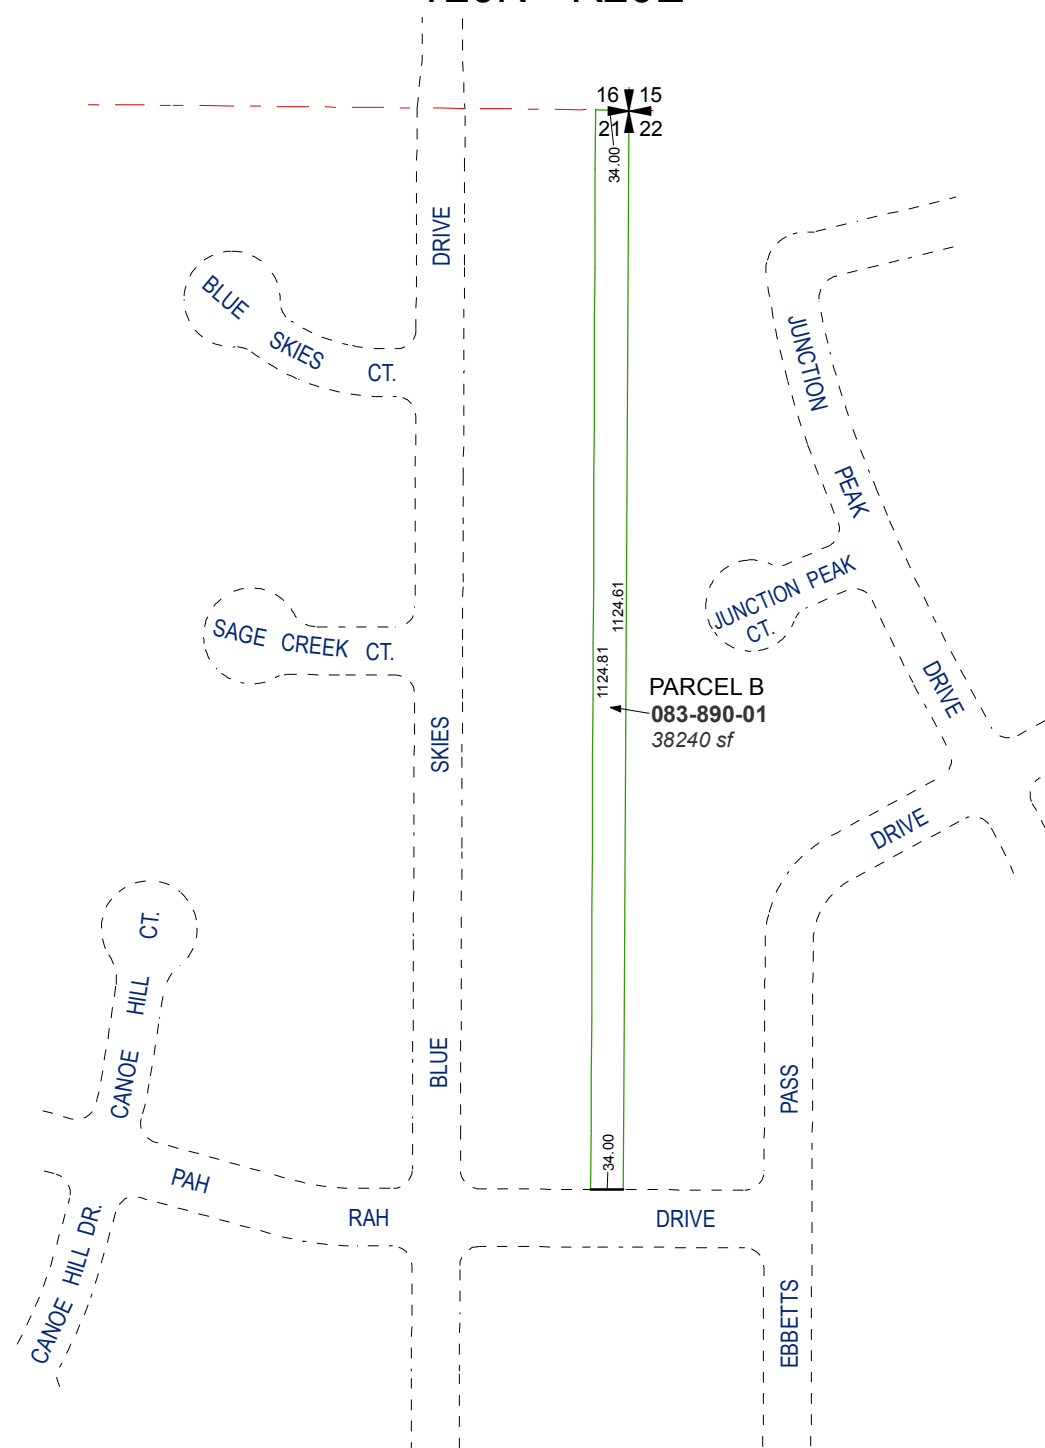 16 15
21 22
34.00
DRIVE
BLUE SKIES CT.
JUNCTION PEAK DRIVE
JUNCTION PEAK
CT.
SAGE CREEK CT.
1124.61
1124.81
PARCEL B
083-890-01
38240 sf
SKIES
DRIVE
CANOE HILL CT.
BLUE
PASS
34.00
PAH RAH DRIVE
CANOE HILL DR.
EBBETTS